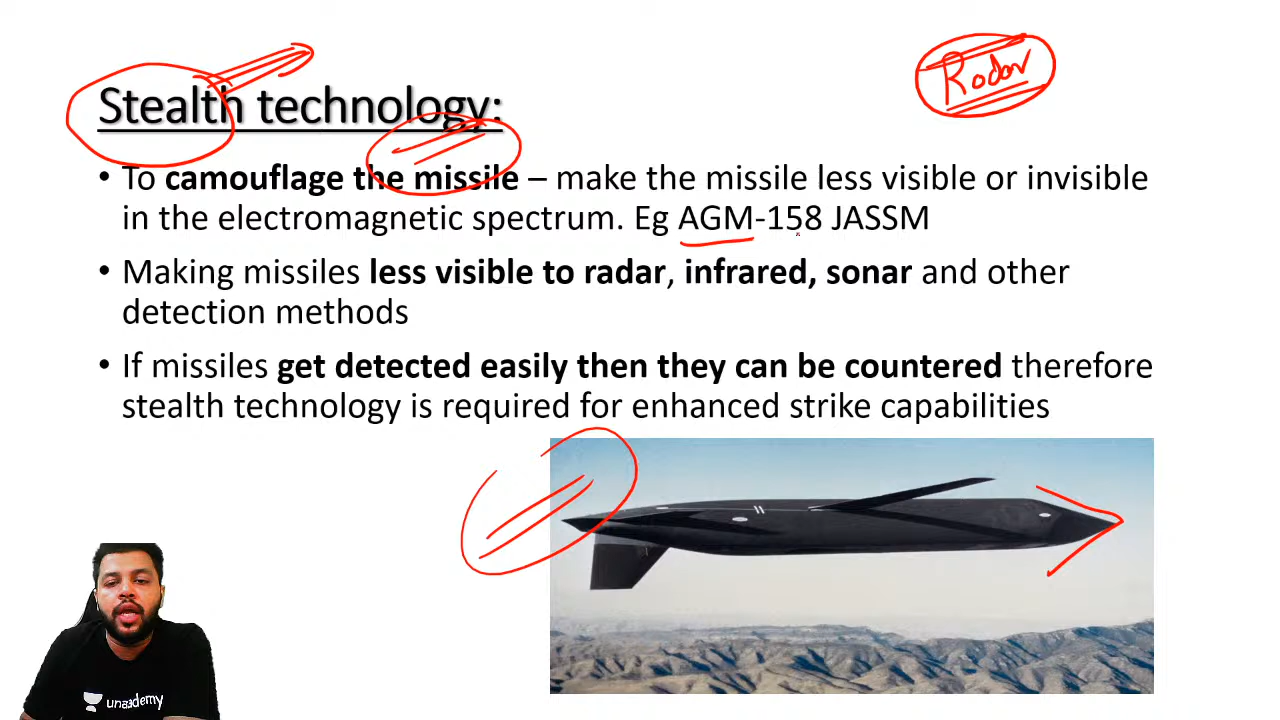 Radar
Stealth technology:
• To camouflage the missile – make the missile less visible or invisible
in the electromagnetic spectrum. Eg AGM-158 JASSM
• Making missiles less visible to radar, infrared, sonar and other
detection methods
• If missiles get detected easily then they can be countered therefore
stealth technology is required for enhanced strike capabilities
unacademy